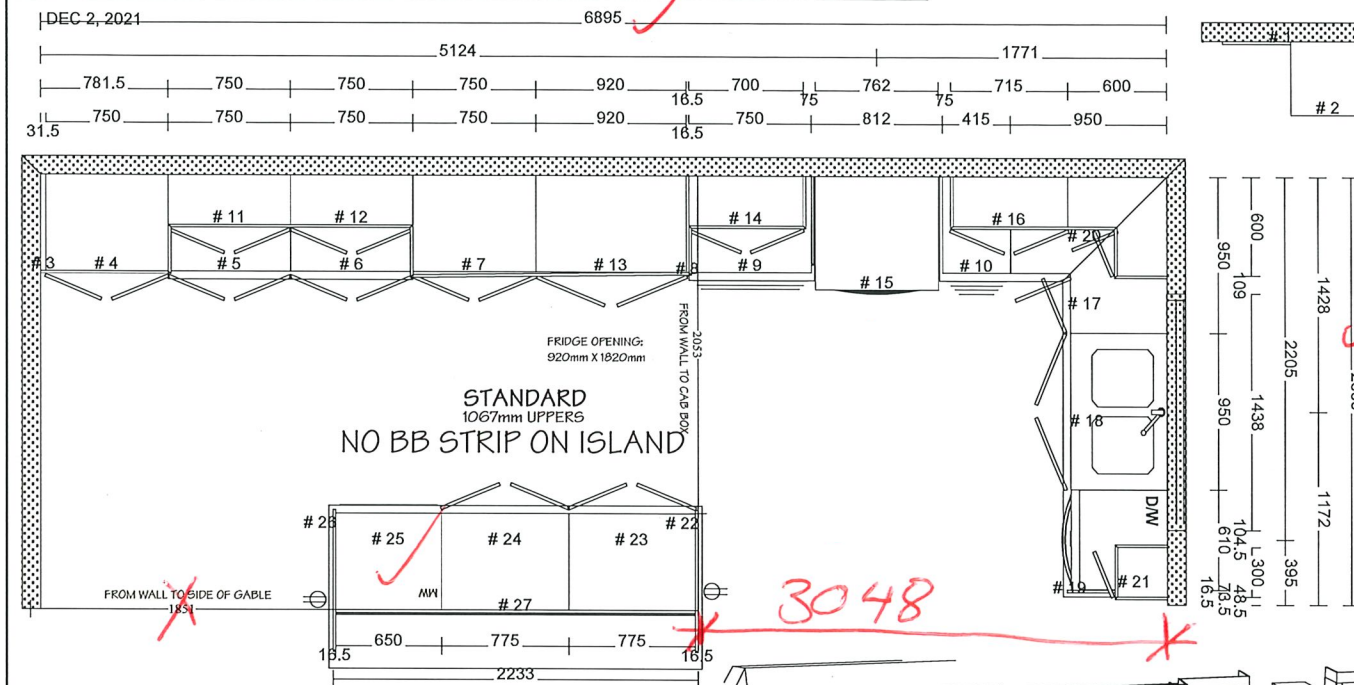 DEC 2, 2021
6895
5124 1771
781.5 750 750 750 920 16.5 700 75 762 75 715 600
31.5 750 750 750 750 920 16.5 750 812 415 950
# 1
# 2
# 11 # 12 # 14 # 16
# 3 # 4 # 5 # 6 # 7 # 13 # 8 # 9 # 15 # 10 # 20
# 17
# 18
D/W
# 19 # 21
FRIDGE OPENING:
920mm X 1820mm
2053
FROM WALL TO CAB BOX
STANDARD
1067mm UPPERS
NO BB STRIP ON ISLAND
# 26 # 25 # 24 # 23 # 22
MW
# 27
FROM WALL TO SIDE OF GABLE
1851
3048
16.5 650 775 775 16.5
2233
950 950 610 73.5 16.5
600 109 1438 104.5 300 48.5
2205 395
1428 1172